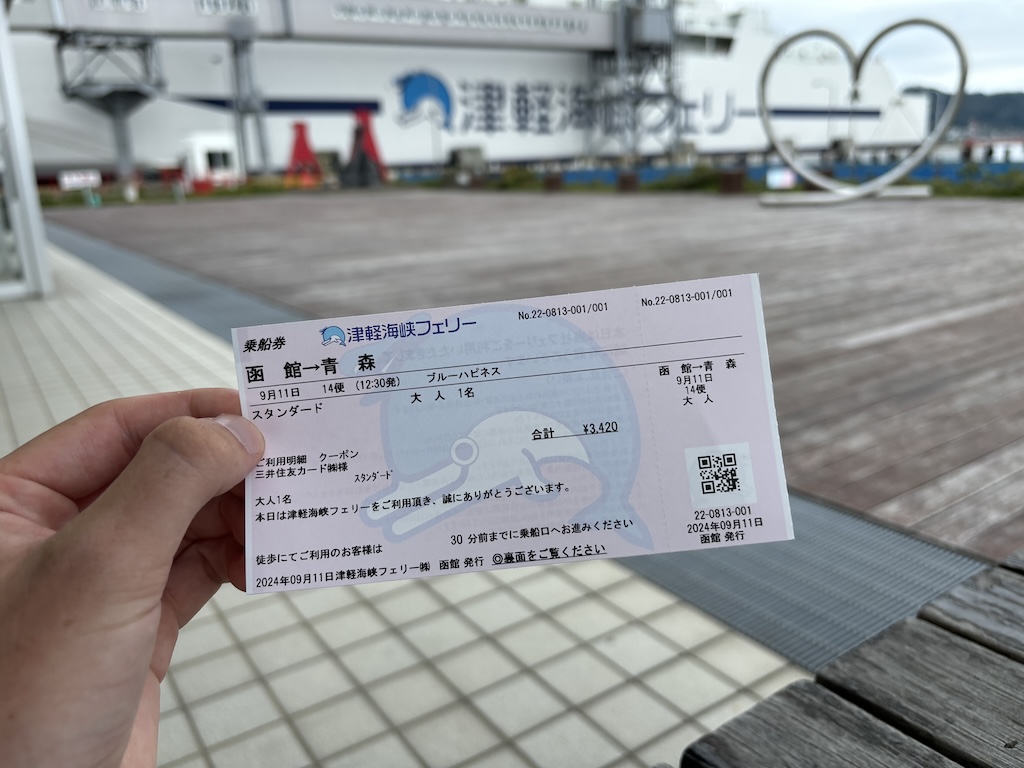 津軽海峡フェリー
乗船券
津軽海峡フェリー
No.22-0813-001/001
No.22-0813-001/001
函 館→青 森
9月11日 14便 (12:30発) ブルーハピネス
スタンダード 大 人 1名
合計 ¥3,420
ご利用明細 クーポン
三井住友カード㈱様
スタンダード
大人1名
本日は津軽海峡フェリーをご利用頂き、誠にありがとうございます。
徒歩にてご利用のお客様は 30 分前までに乗船口へお進みください
2024年09月11日津軽海峡フェリー㈱ 函館 発行 ◎裏面をご覧ください
函 館→青 森
9月11日
14便
大 人
22-0813-001
2024年09月11日
函館 発行